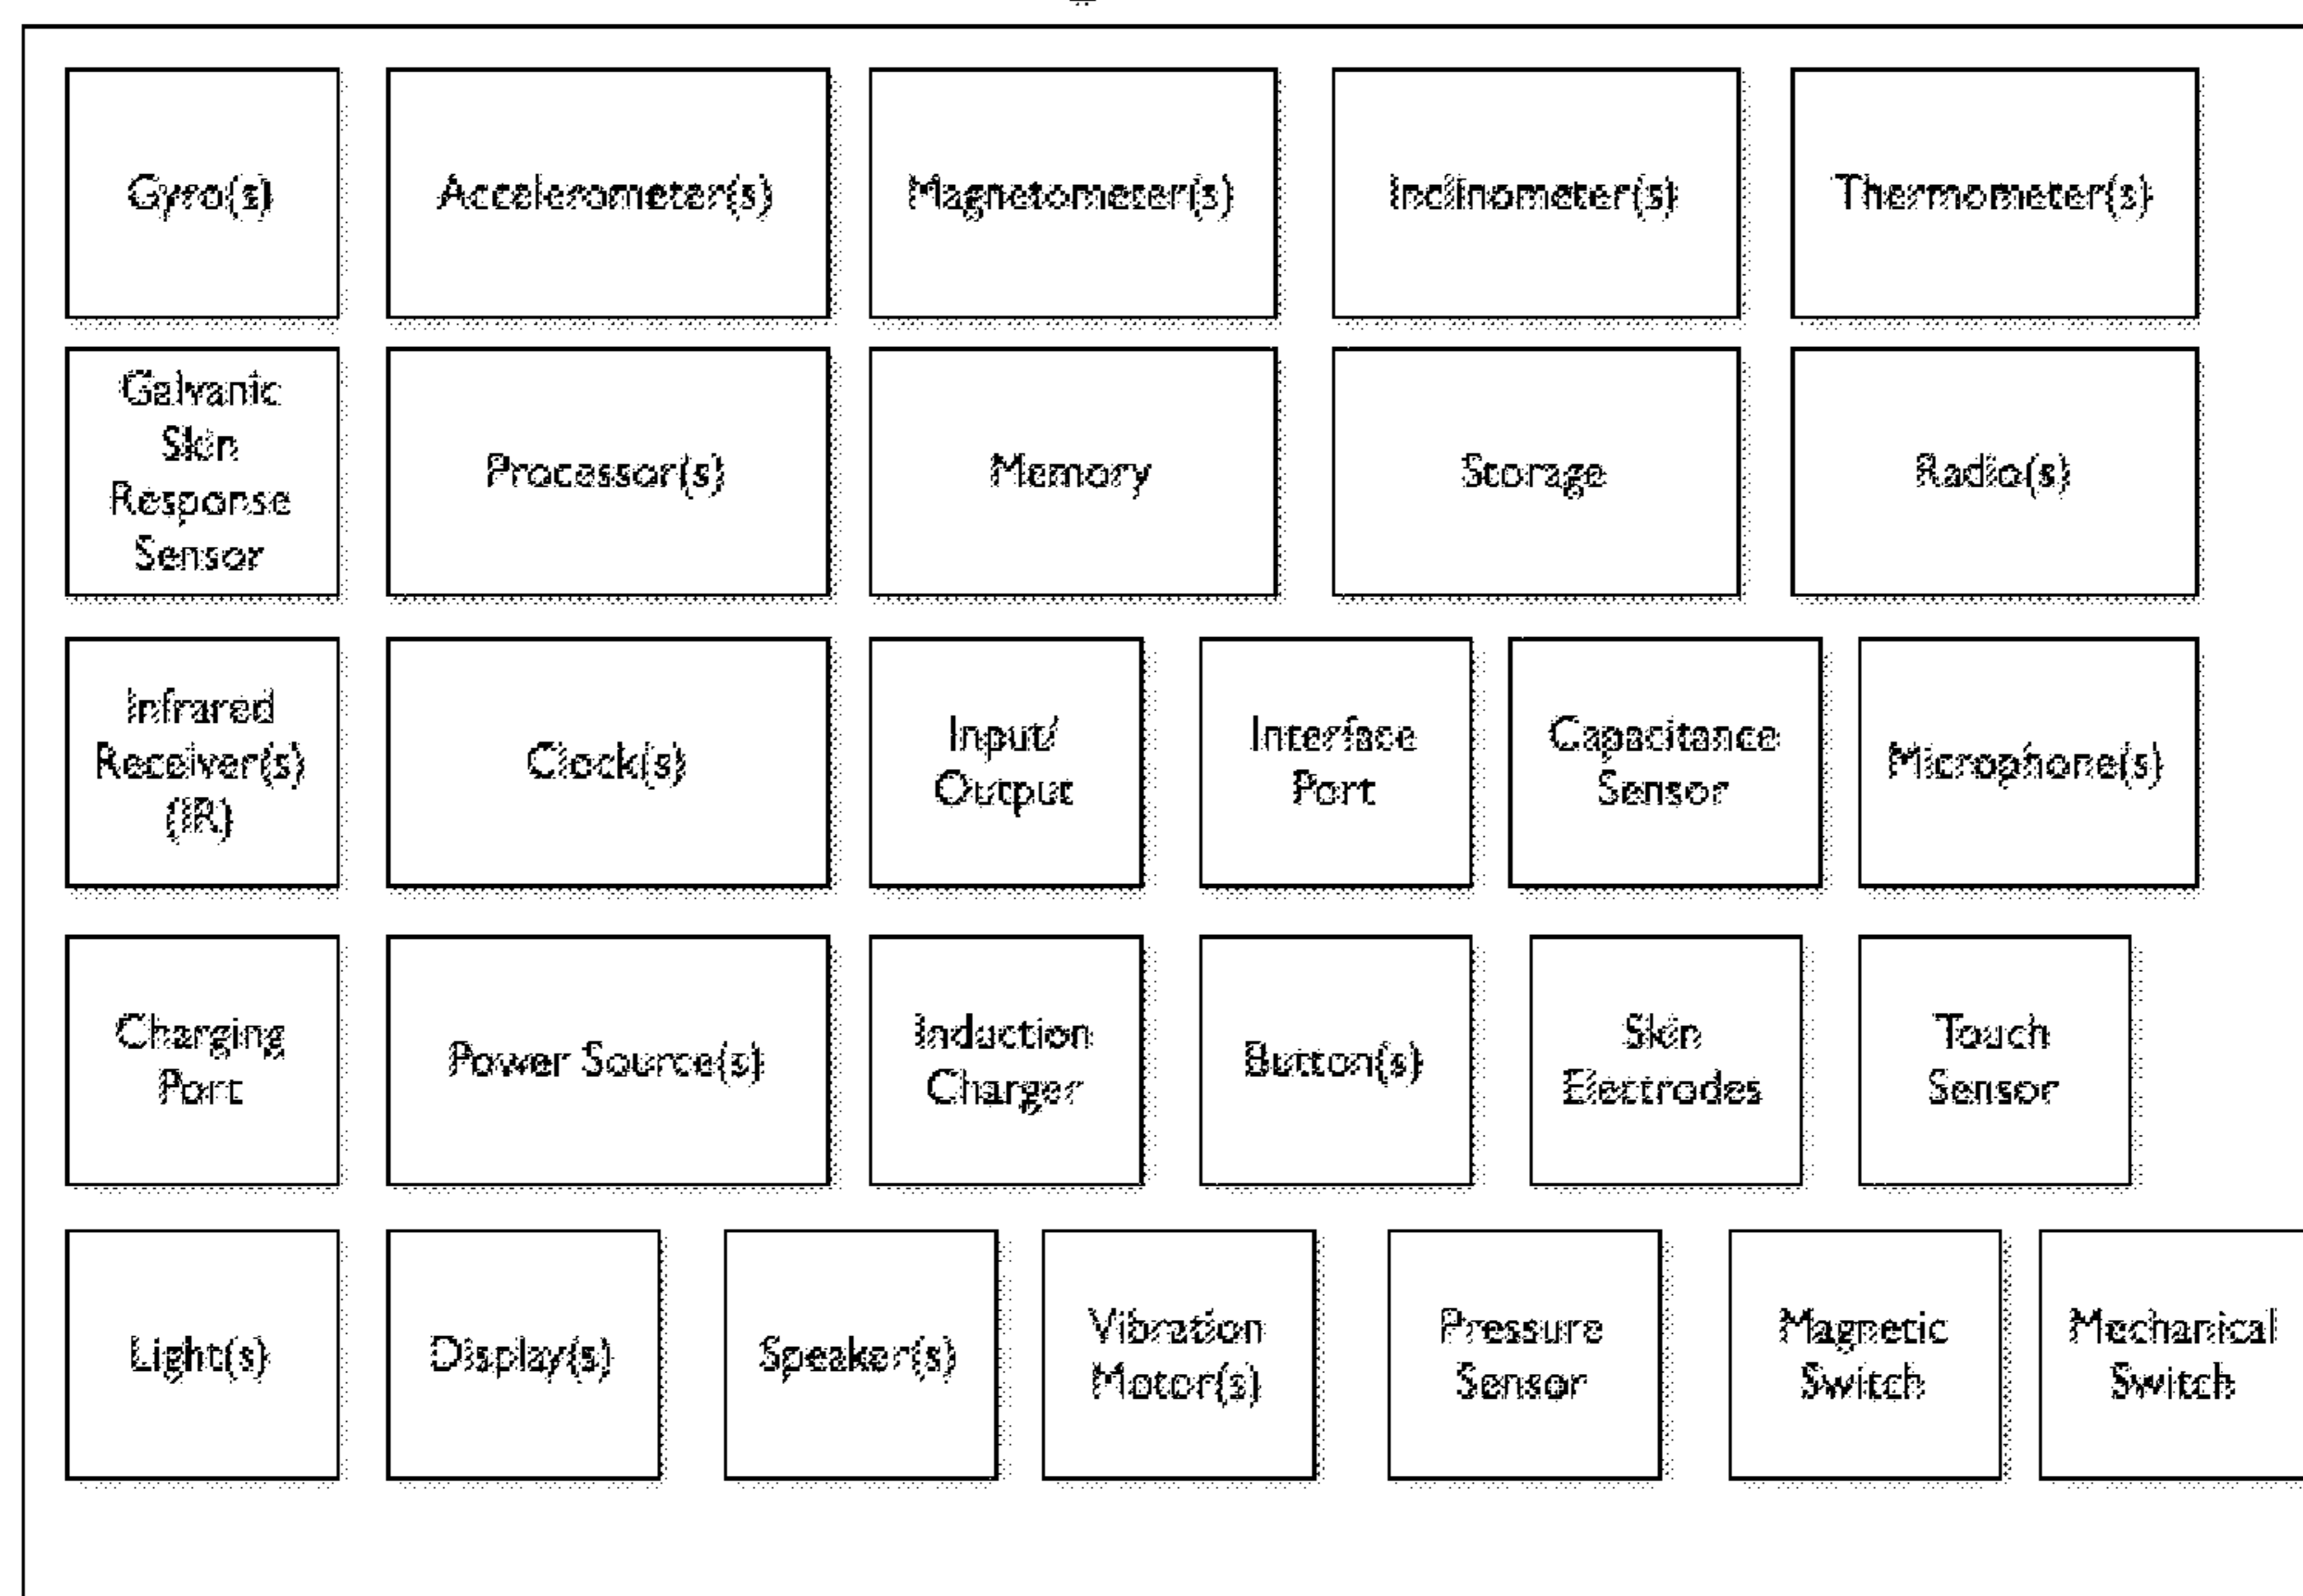 Gyro(s)
Accelerometer(s)
Magnetometer(s)
Inclinometer(s)
Thermometer(s)
Galvanic
Skin
Response
Sensor
Processor(s)
Memory
Storage
Radio(s)
Infrared
Receiver(s)
(IR)
Clock(s)
Input/
Output
Interface
Port
Capacitance
Sensor
Microphone(s)
Charging
Port
Power Source(s)
Induction
Charger
Button(s)
Skin
Electrodes
Touch
Sensor
Light(s)
Display(s)
Speaker(s)
Vibration
Motor(s)
Pressure
Sensor
Magnetic
Switch
Mechanical
Switch